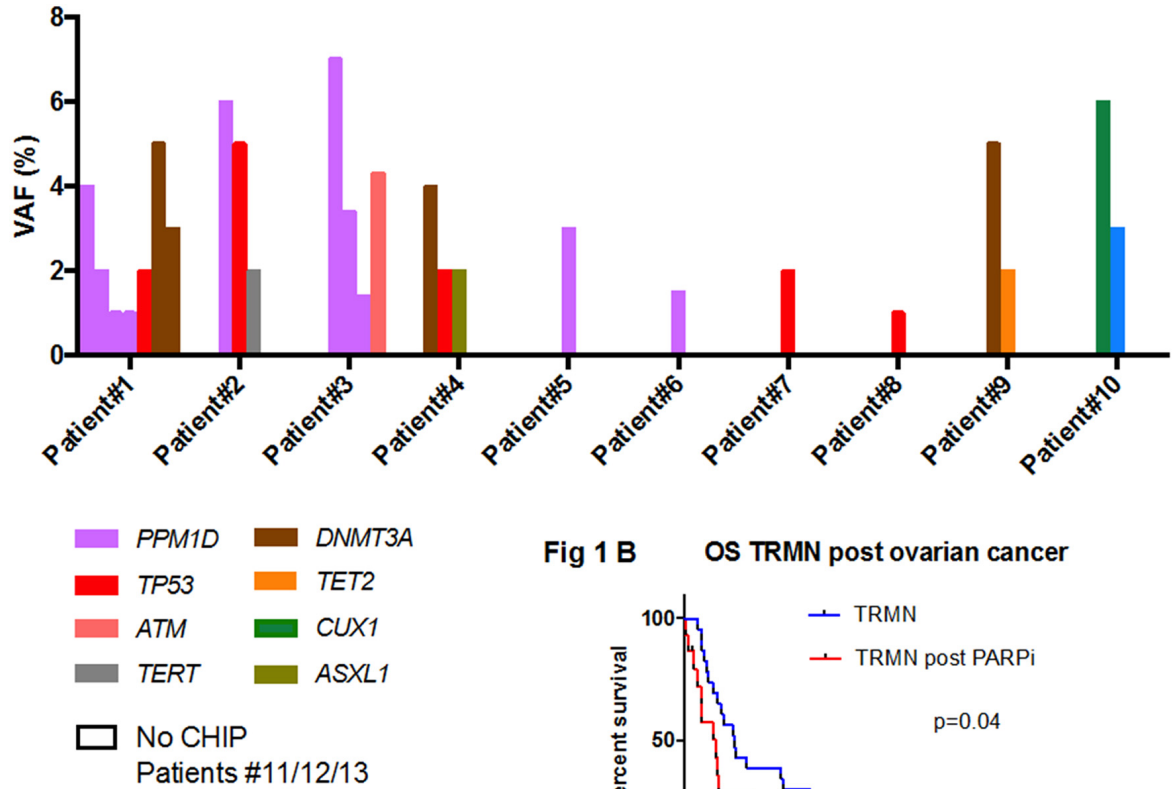 8
6
4
2
0
VAF (%)
Patient#1
Patient#2
Patient#3
Patient#4
Patient#5
Patient#6
Patient#7
Patient#8
Patient#9
Patient#10
PPM1D
DNMT3A
TP53
TET2
ATM
CUX1
TERT
ASXL1
No CHIP
Patients #11/12/13
Fig 1 B
OS TRMN post ovarian cancer
100
50
ercent survival
TRMN
TRMN post PARPi
p=0.04